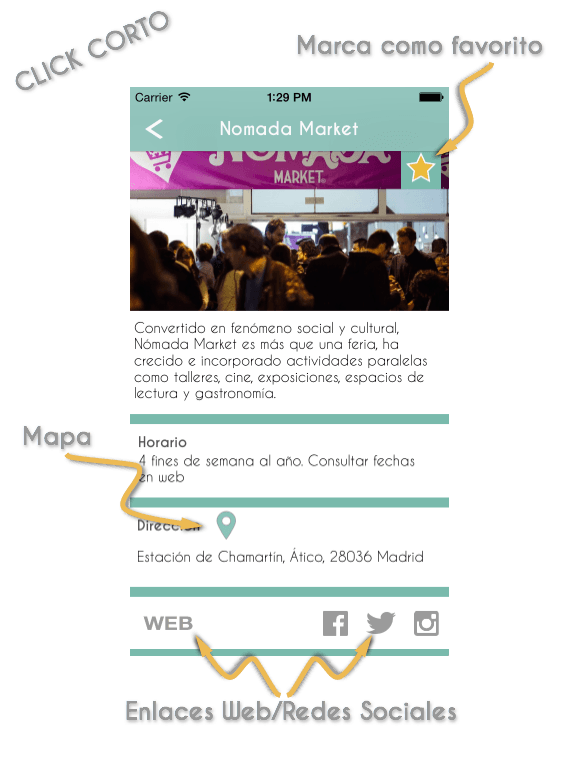 CLICK CORTO
Marca como favorito
Carrier 1:29 PM
Nomada Market
NOMADA
MARKET
Convertido en fenómeno social y cultural,
Nómada Market es más que una feria, ha
crecido e incorporado actividades paralelas
como talleres, cine, exposiciones, espacios de
lectura y gastronomía.
Mapa
Horario
4 fines de semana al año. Consultar fechas
en web
Dirección
Estación de Chamartín, Ático, 28036 Madrid
WEB
Enlaces Web/Redes Sociales